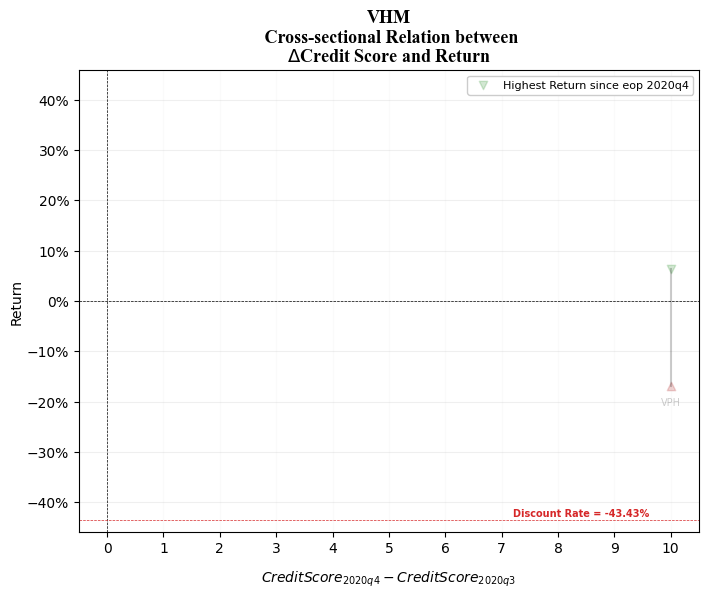 VHM
Cross-sectional Relation between
ΔCredit Score and Return
Highest Return since eop 2020q4
40%
30%
20%
10%
0%
−10%
−20%
−30%
−40%
Return
VPH
Discount Rate = -43.43%
0 1 2 3 4 5 6 7 8 9 10
CreditScore2020q4 − CreditScore2020q3